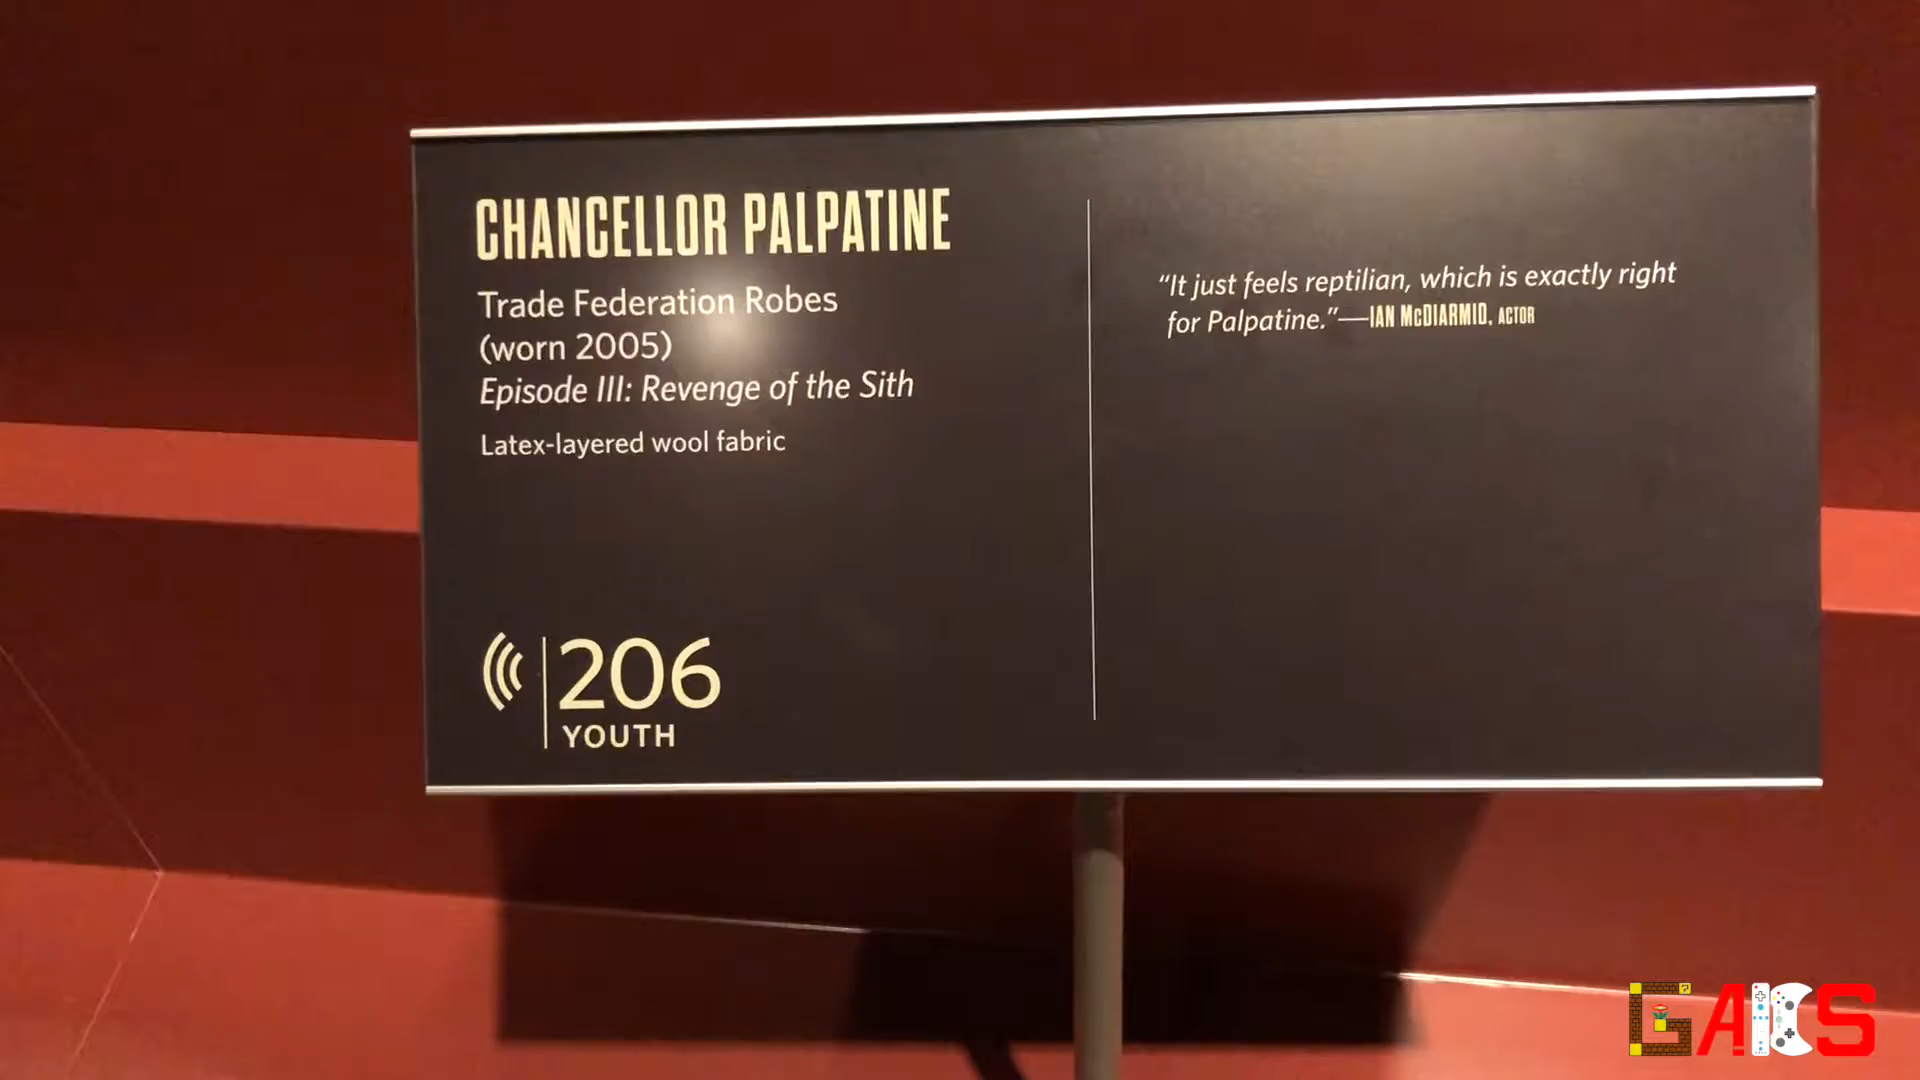 CHANCELLOR PALPATINE
Trade Federation Robes
(worn 2005)
Episode III: Revenge of the Sith
Latex-layered wool fabric
206
YOUTH
“It just feels reptilian, which is exactly right
for Palpatine.”—IAN McDIARMID, ACTOR
GAKS